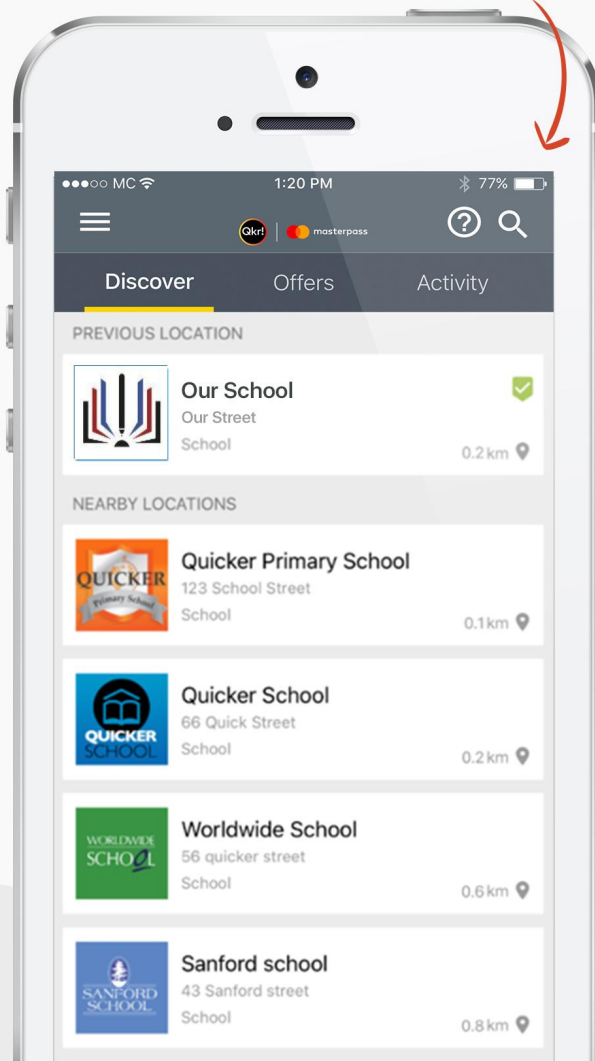 MC 1:20 PM 77%
Qkr! masterpass
Discover Offers Activity
PREVIOUS LOCATION
Our School
Our Street
School
0.2 km
NEARBY LOCATIONS
QUICKER
Primary School
Quicker Primary School
123 School Street
School
0.1 km
QUICKER
SCHOOL
Quicker School
66 Quick Street
School
0.2 km
WORLDWIDE
SCHOOL
Worldwide School
56 quicker street
School
0.6 km
SANFORD
SCHOOL
Sanford school
43 Sanford street
School
0.8 km